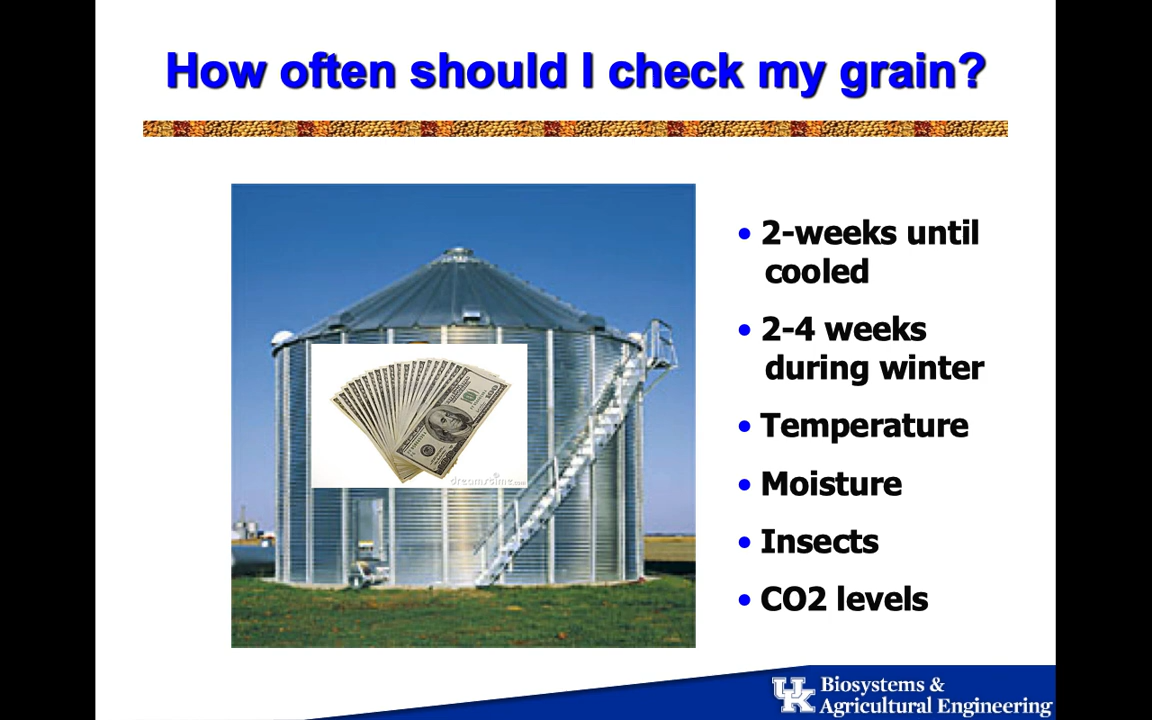 How often should I check my grain?
• 2-weeks until
cooled
• 2-4 weeks
during winter
• Temperature
• Moisture
• Insects
• CO2 levels
dreamstime.com
UK Biosystems &
Agricultural Engineering